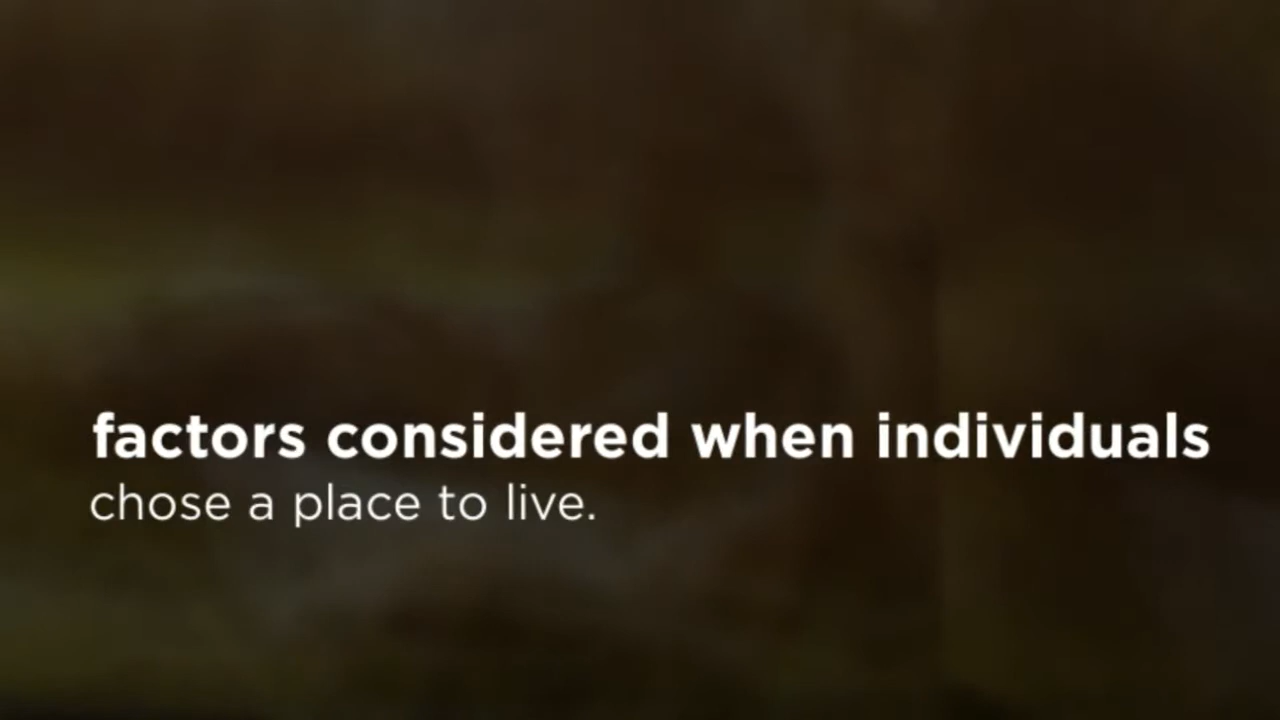 factors considered when individuals
chose a place to live.